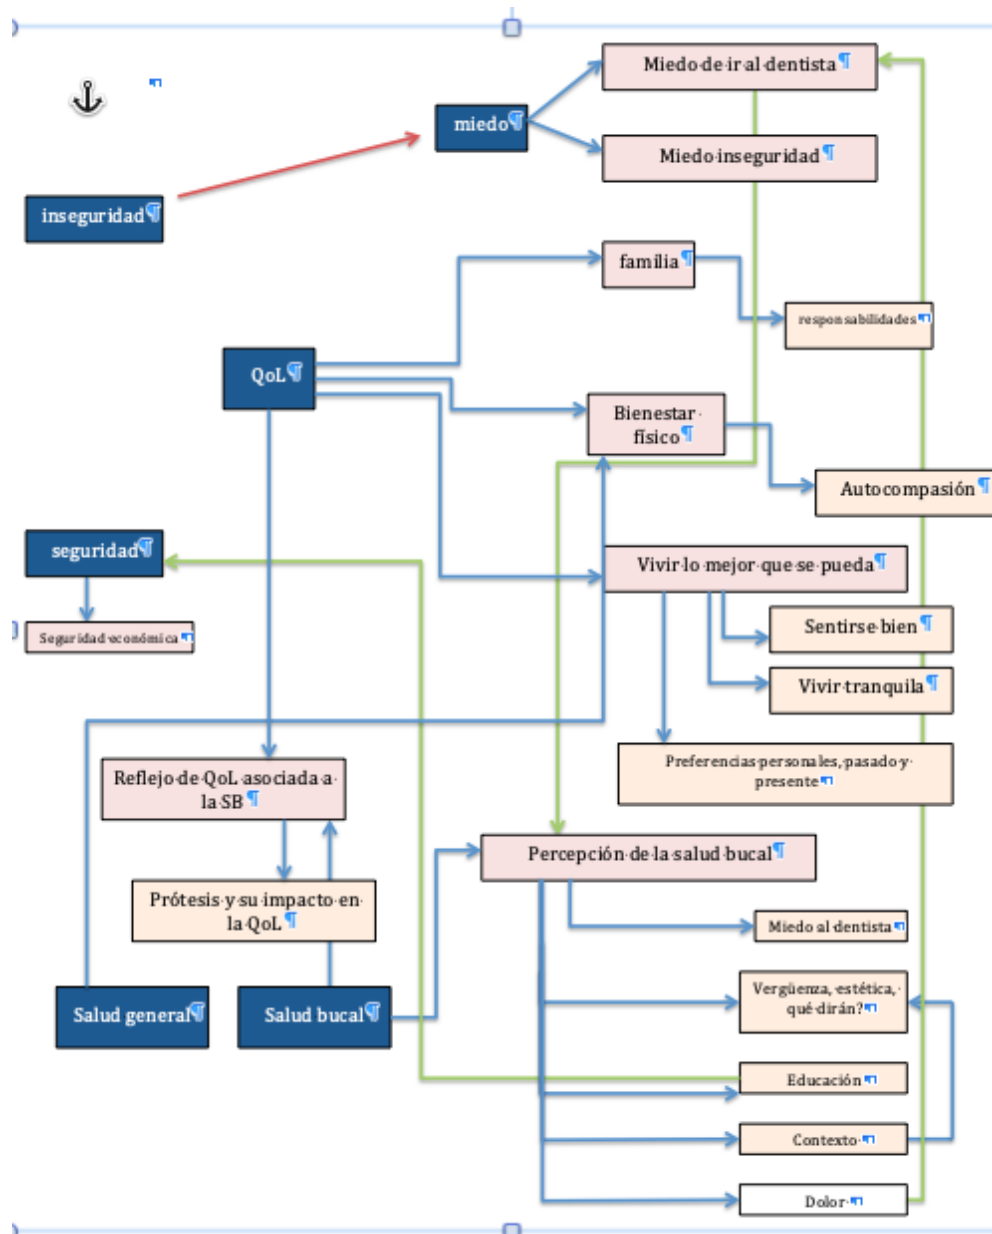 Miedo de ir al dentista
miedo
Miedo inseguridad
inseguridad
familia
responsabilidades
QoL
Bienestar
físico
Autocompasión
seguridad
Vivir lo mejor que se pueda
Seguridad económica
Sentirse bien
Vivir tranquila
Preferencias personales, pasado y
presente
Reflejo de QoL asociada a
la SB
Percepción de la salud bucal
Prótesis y su impacto en
la QoL
Miedo al dentista
Vergüenza, estética,
qué dirán?
Salud general
Salud bucal
Educación
Contexto
Dolor